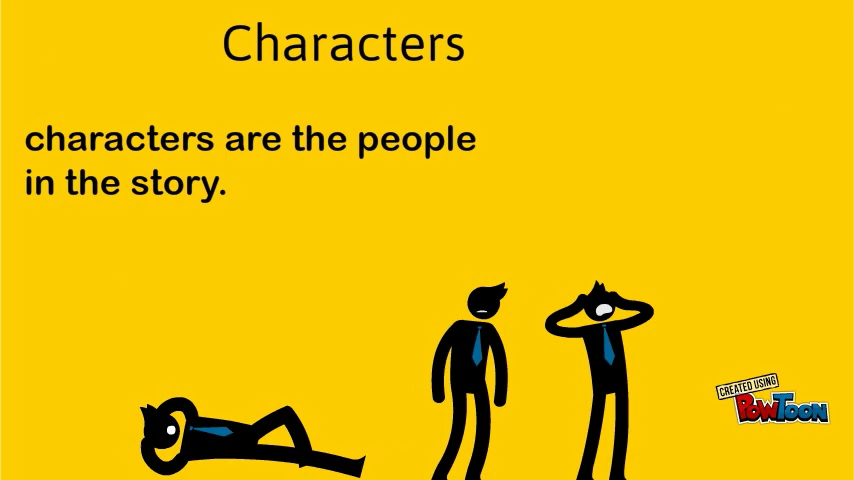 Characters
characters are the people
in the story.
CREATED USING
POWTOON